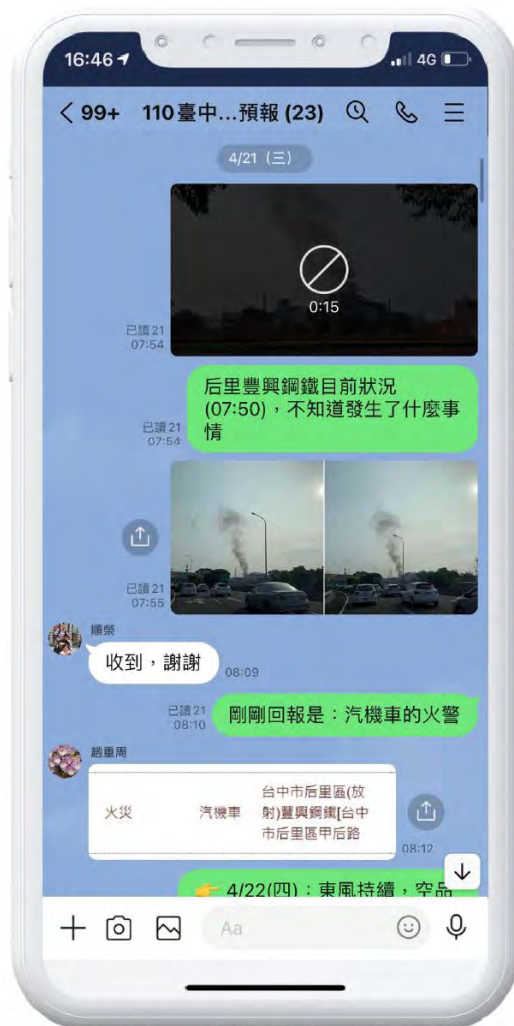 16:46
4G
99+ 110臺中...預報 (23)
4/21 (三)
0:15
已讀 21
07:54
后里豐興鋼鐵目前狀況
(07:50),不知道發生了什麼事
情
已讀 21
07:54
已讀 21
07:55
順榮
收到,謝謝
08:09
已讀 21
08:10
剛剛回報是:汽機車的火警
趙重周
火災 汽機車 台中市后里區(放
射)豐興鋼鐵[台中
市后里區甲后路
08:12
👉 4/22(四):東風持續,空品
Aa